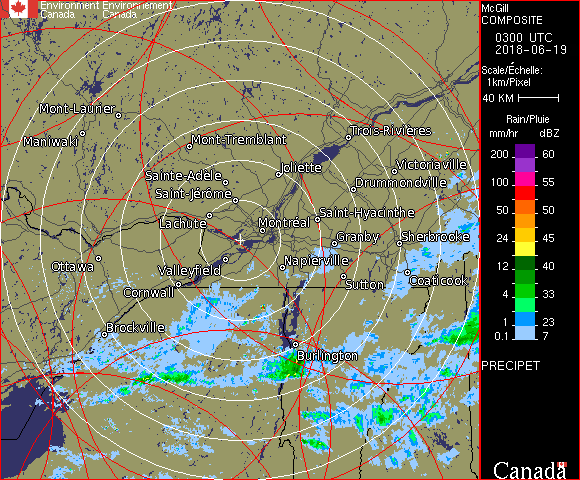 Environment Environnement
Canada Canada
McGill
COMPOSITE
0300 UTC
2018-06-19
Scale/Échelle:
1km/Pixel
40 KM
Rain/Pluie
mm/hr dBZ
200 60
100 55
50 50
24 45
12 40
4 33
1 23
0.1 7
PRECIPET
Canada
Mont-Laurier
Maniwaki
Mont-Tremblant
Trois-Rivières
Sainte-Adèle
Joliette
Victoriaville
Saint-Jérôme
Drummondville
Lachute
Montréal
Saint-Hyacinthe
Granby
Sherbrooke
Ottawa
Valleyfield
Napierville
Cornwall
Sutton
Coaticook
Brockville
Burlington